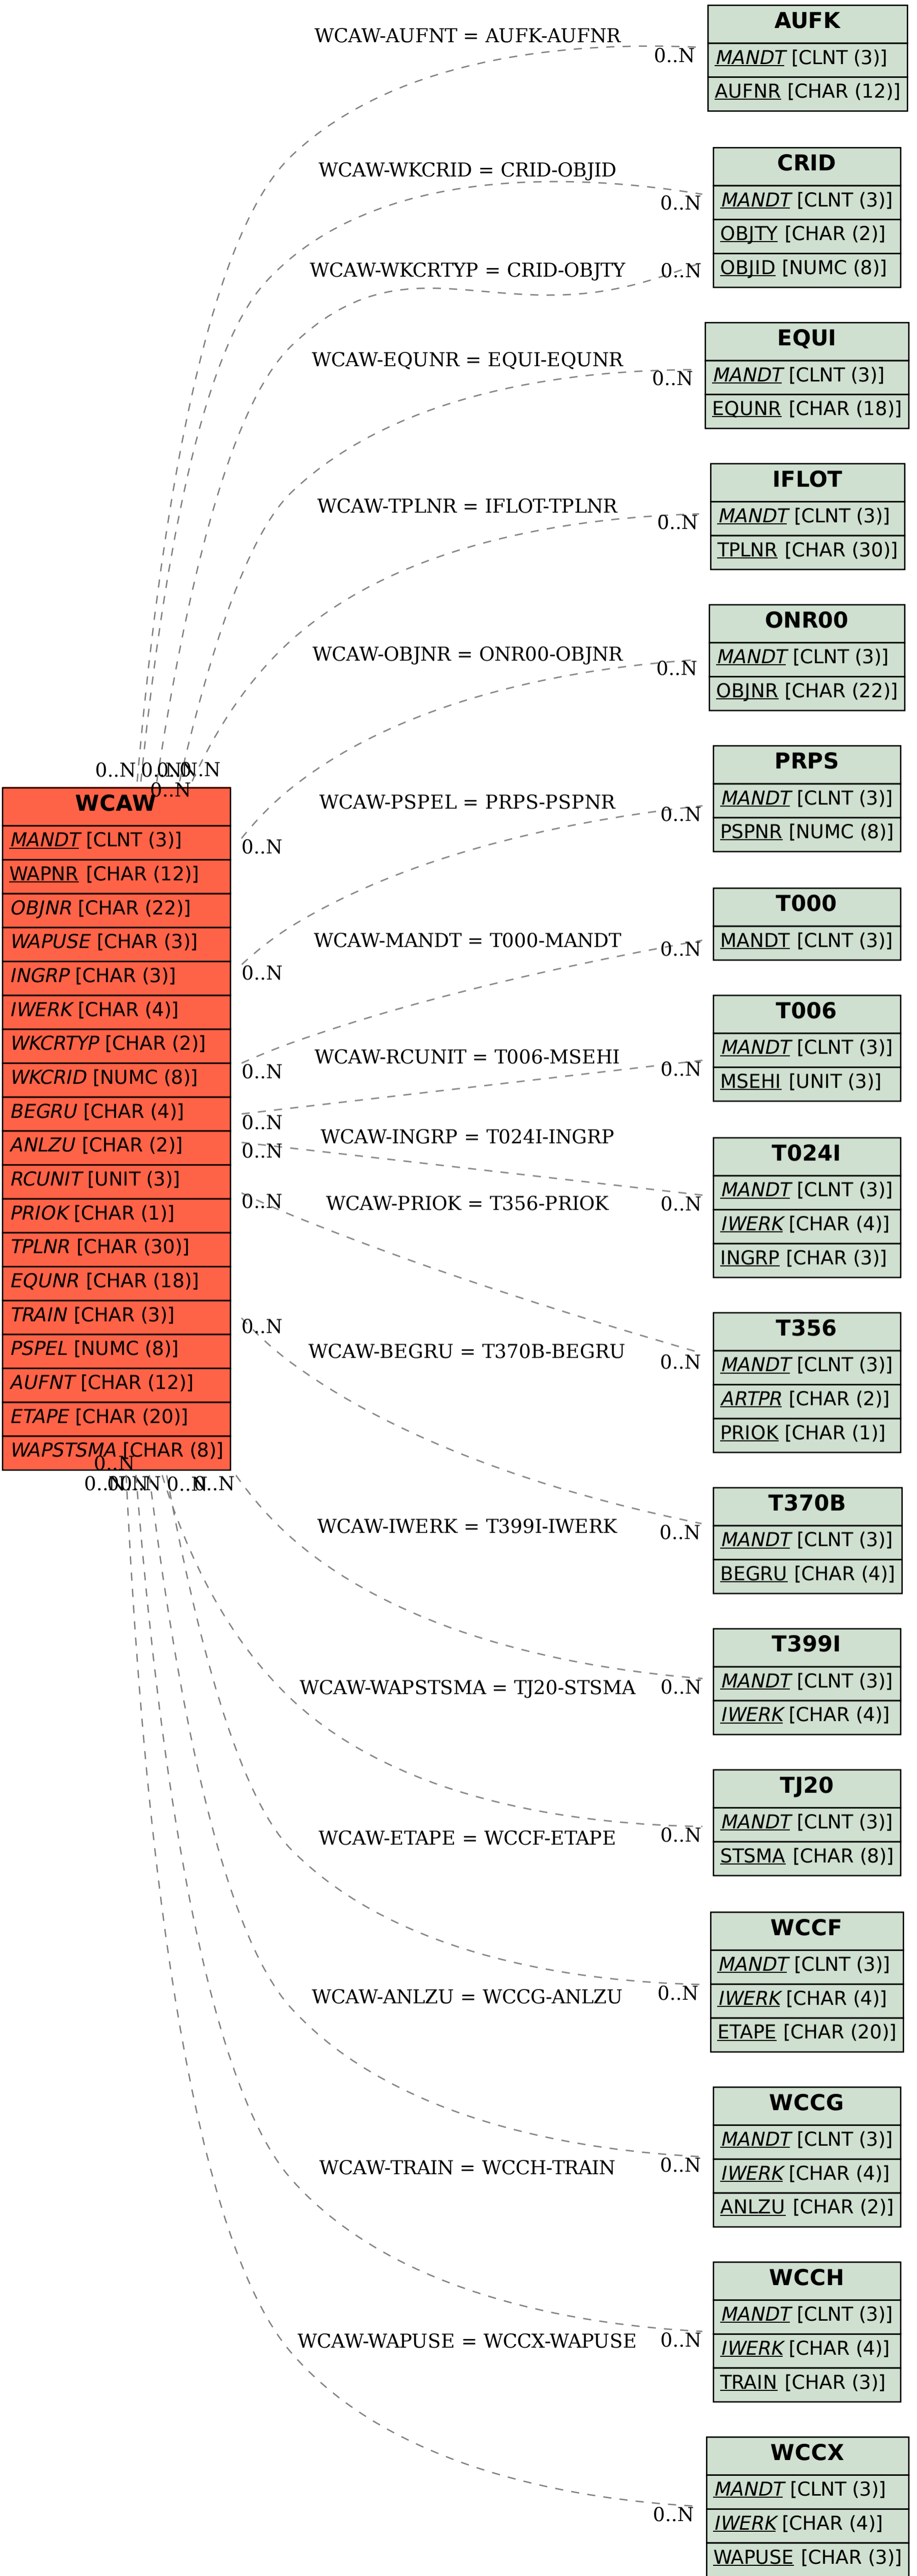 WCAW-AUFNT = AUFK-AUFNR
0..N
AUFK
MANDT [CLNT (3)]
AUFNR [CHAR (12)]
WCAW-WKCRID = CRID-OBJID
0..N
WCAW-WKCRTYP = CRID-OBJTY
0..N
CRID
MANDT [CLNT (3)]
OBJTY [CHAR (2)]
OBJID [NUMC (8)]
WCAW-EQUNR = EQUI-EQUNR
0..N
EQUI
MANDT [CLNT (3)]
EQUNR [CHAR (18)]
WCAW-TPLNR = IFLOT-TPLNR
0..N
IFLOT
MANDT [CLNT (3)]
TPLNR [CHAR (30)]
WCAW-OBJNR = ONR00-OBJNR
0..N
ONR00
MANDT [CLNT (3)]
OBJNR [CHAR (22)]
WCAW-PSPEL = PRPS-PSPNR
0..N
PRPS
MANDT [CLNT (3)]
PSPNR [NUMC (8)]
WCAW-MANDT = T000-MANDT
0..N
T000
MANDT [CLNT (3)]
WCAW-RCUNIT = T006-MSEHI
0..N
T006
MANDT [CLNT (3)]
MSEHI [UNIT (3)]
WCAW-INGRP = T024I-INGRP
0..N
T024I
MANDT [CLNT (3)]
IWERK [CHAR (4)]
INGRP [CHAR (3)]
WCAW-PRIOK = T356-PRIOK
0..N
T356
MANDT [CLNT (3)]
ARTPR [CHAR (2)]
PRIOK [CHAR (1)]
WCAW-BEGRU = T370B-BEGRU
0..N
T370B
MANDT [CLNT (3)]
BEGRU [CHAR (4)]
WCAW-IWERK = T399I-IWERK
0..N
T399I
MANDT [CLNT (3)]
IWERK [CHAR (4)]
WCAW-WAPSTSMA = TJ20-STSMA
0..N
TJ20
MANDT [CLNT (3)]
STSMA [CHAR (8)]
WCAW-ETAPE = WCCF-ETAPE
0..N
WCCF
MANDT [CLNT (3)]
IWERK [CHAR (4)]
ETAPE [CHAR (20)]
WCAW-ANLZU = WCCG-ANLZU
0..N
WCCG
MANDT [CLNT (3)]
IWERK [CHAR (4)]
ANLZU [CHAR (2)]
WCAW-TRAIN = WCCH-TRAIN
0..N
WCCH
MANDT [CLNT (3)]
IWERK [CHAR (4)]
TRAIN [CHAR (3)]
WCAW-WAPUSE = WCCX-WAPUSE
0..N
WCCX
MANDT [CLNT (3)]
IWERK [CHAR (4)]
WAPUSE [CHAR (3)]
0..N
0..N
WCAW
MANDT [CLNT (3)]
WAPNR [CHAR (12)]
OBJNR [CHAR (22)]
WAPUSE [CHAR (3)]
INGRP [CHAR (3)]
IWERK [CHAR (4)]
WKCRTYP [CHAR (2)]
WKCRID [NUMC (8)]
BEGRU [CHAR (4)]
ANLZU [CHAR (2)]
RCUNIT [UNIT (3)]
PRIOK [CHAR (1)]
TPLNR [CHAR (30)]
EQUNR [CHAR (18)]
TRAIN [CHAR (3)]
PSPEL [NUMC (8)]
AUFNT [CHAR (12)]
ETAPE [CHAR (20)]
WAPSTSMA [CHAR (8)]
0..N
0..N
0..N
0..N
0..N
0..N
0..N
0..N
0..N
0..N